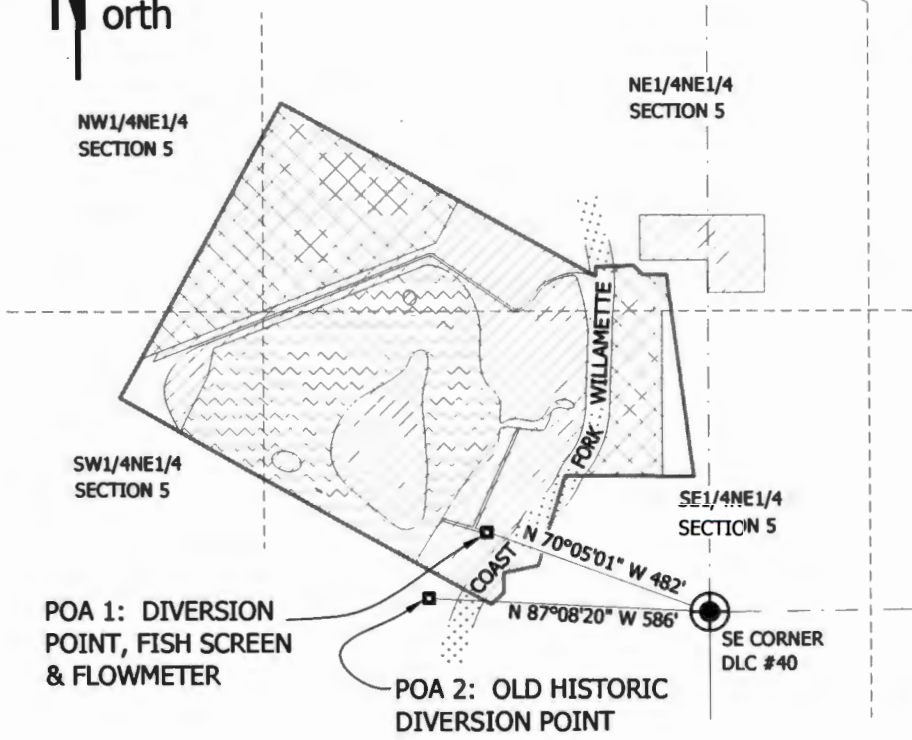 North
NE1/4NE1/4
SECTION 5
NW1/4NE1/4
SECTION 5
WILLAMETTE
FORK
COAST
SW1/4NE1/4
SECTION 5
SE1/4NE1/4
SECTION 5
N 70°05'01" W 482'
N 87°08'20" W 586'
POA 1: DIVERSION
POINT, FISH SCREEN
& FLOWMETER
SE CORNER
DLC #40
POA 2: OLD HISTORIC
DIVERSION POINT